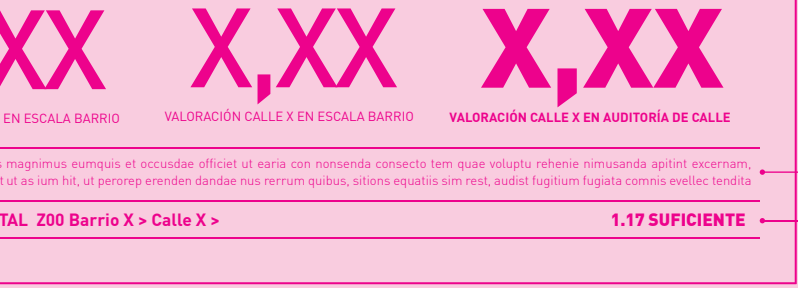 XX X,XX X,XX
EN ESCALA BARRIO VALORACIÓN CALLE X EN ESCALA BARRIO VALORACIÓN CALLE X EN AUDITORÍA DE CALLE
magnimus eumquis et occusdae officiet ut earia con nonsenda consecto tem quae voluptu rehenie nimusanda apitint excernam,
ut as ium hit, ut perorep erenden dandae nus rerrum quibus, sitions equatiis sim rest, audist fugitium fugiata comnis evellec tendita
TAL Z00 Barrio X > Calle X > 1.17 SUFICIENTE